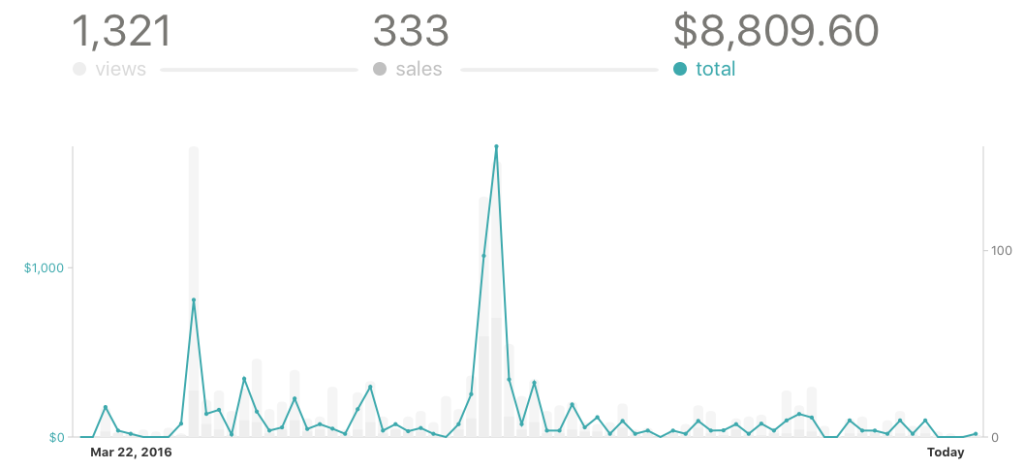 1,321 333 $8,809.60
views sales total
$1,000 100
$0 0
Mar 22, 2016 Today